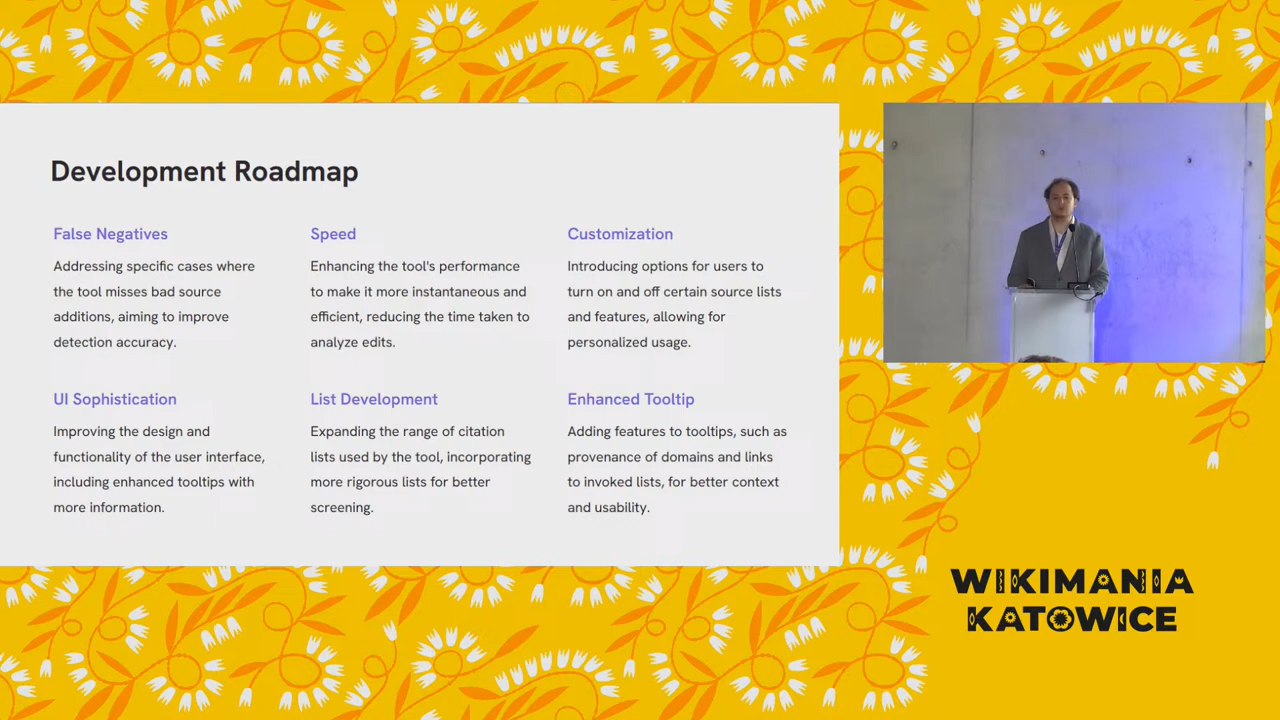 Development Roadmap
False Negatives
Addressing specific cases where
the tool misses bad source
additions, aiming to improve
detection accuracy.
Speed
Enhancing the tool's performance
to make it more instantaneous and
efficient, reducing the time taken to
analyze edits.
Customization
Introducing options for users to
turn on and off certain source lists
and features, allowing for
personalized usage.
UI Sophistication
Improving the design and
functionality of the user interface,
including enhanced tooltips with
more information.
List Development
Expanding the range of citation
lists used by the tool, incorporating
more rigorous lists for better
screening.
Enhanced Tooltip
Adding features to tooltips, such as
provenance of domains and links
to invoked lists, for better context
and usability.
WIKIMANIA
KATOWICE